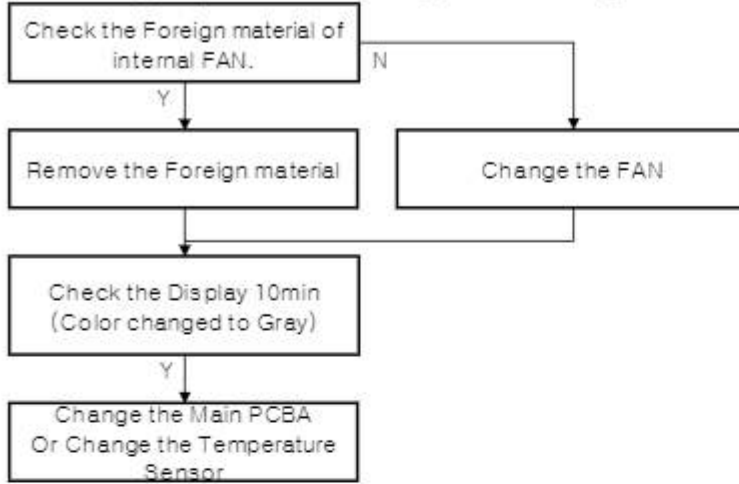 Check the Foreign material of
internal FAN.
N
Y
Remove the Foreign material
Change the FAN
Check the Display 10min
(Color changed to Gray)
Y
Change the Main PCBA
Or Change the Temperature
Sensor